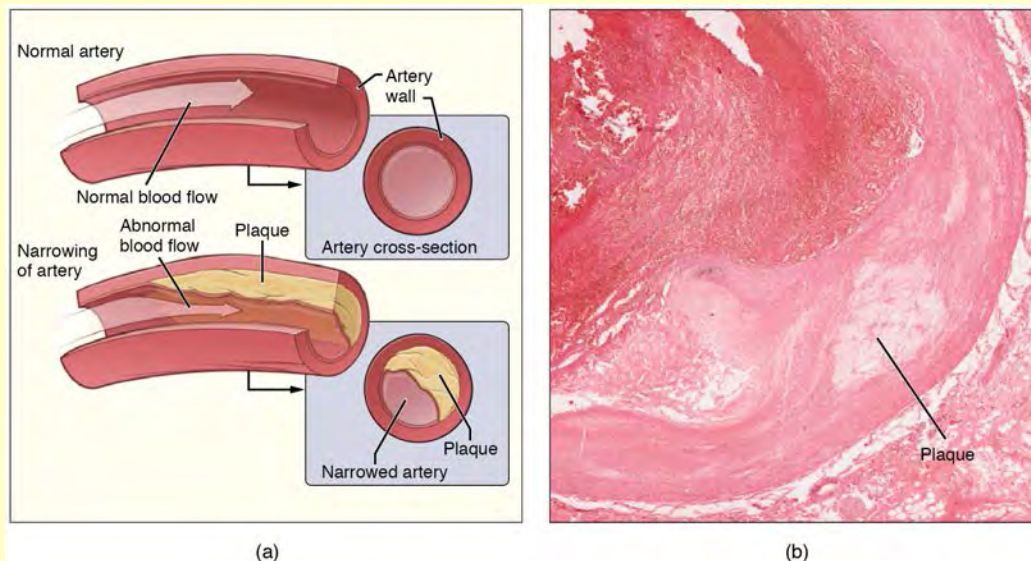 Normal artery
Artery
wall
Normal blood flow
Artery cross-section
Abnormal
blood flow
Plaque
Narrowing
of artery
Plaque
Narrowed artery
Plaque
(a)
(b)